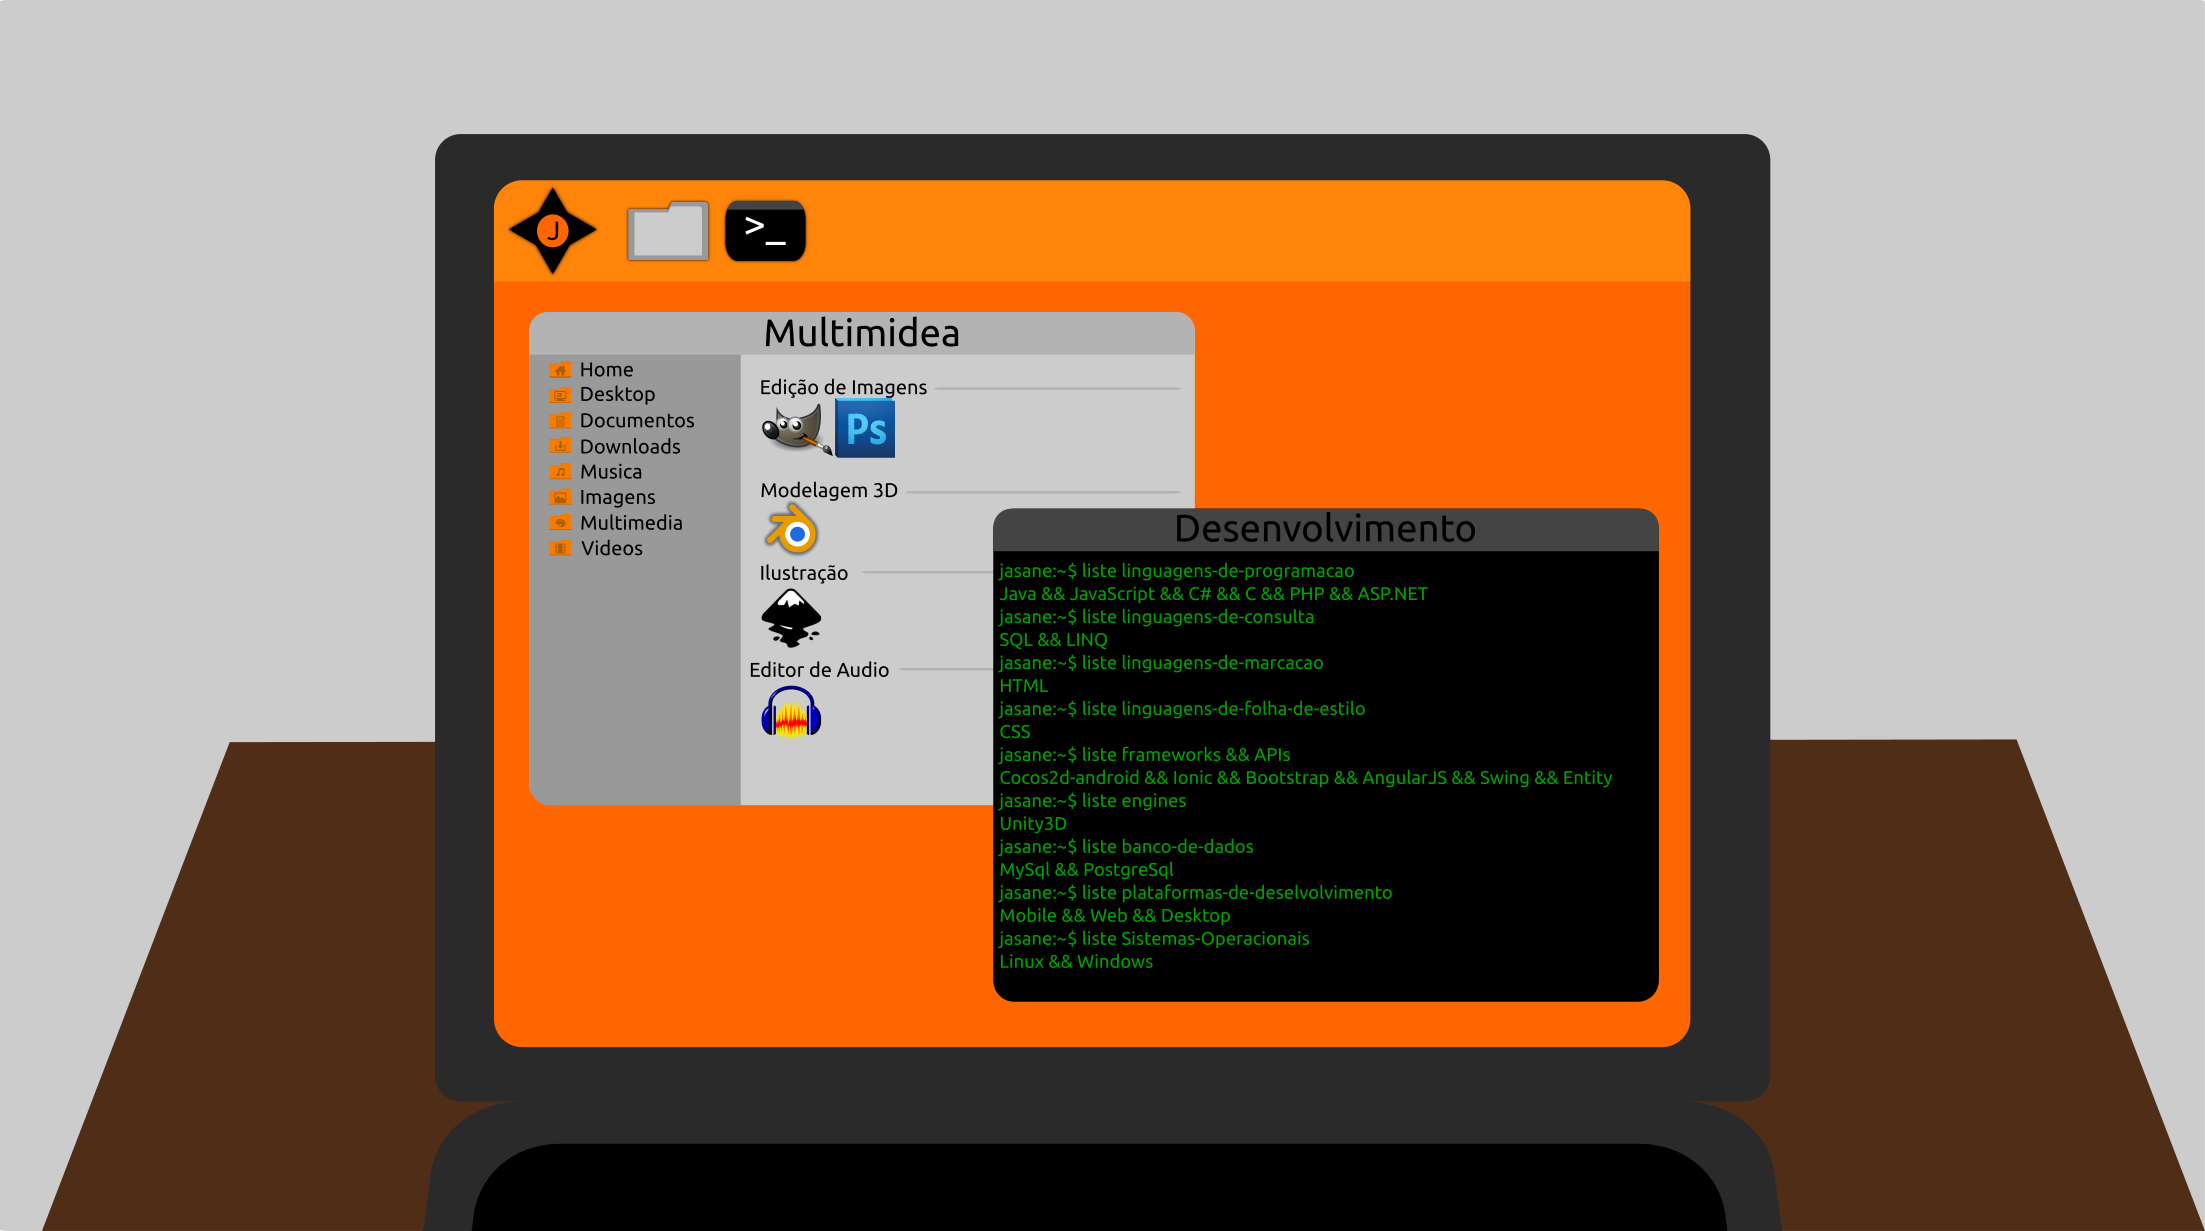 J
>_
Multimidea
Home
Desktop
Documentos
Downloads
Musica
Imagens
Multimedia
Videos
Edição de Imagens
Ps
Modelagem 3D
Ilustração
Editor de Audio
Desenvolvimento
jasane:~$ liste linguagens-de-programacao
Java && JavaScript && C# && C && PHP && ASP.NET
jasane:~$ liste linguagens-de-consulta
SQL && LINQ
jasane:~$ liste linguagens-de-marcacao
HTML
jasane:~$ liste linguagens-de-folha-de-estilo
CSS
jasane:~$ liste frameworks && APIs
Cocos2d-android && Ionic && Bootstrap && AngularJS && Swing && Entity
jasane:~$ liste engines
Unity3D
jasane:~$ liste banco-de-dados
MySql && PostgreSql
jasane:~$ liste plataformas-de-deselvolvimento
Mobile && Web && Desktop
jasane:~$ liste Sistemas-Operacionais
Linux && Windows